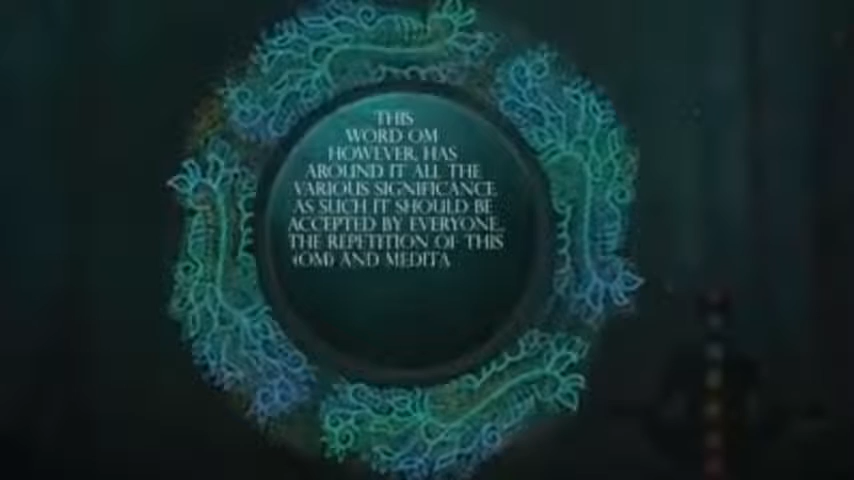 THIS
WORD OM
HOWEVER, HAS
AROUND IT ALL THE
VARIOUS SIGNIFICANCE
AS SUCH IT SHOULD BE
ACCEPTED BY EVERYONE,
THE REPETITION OF THIS
(OM) AND MEDITA